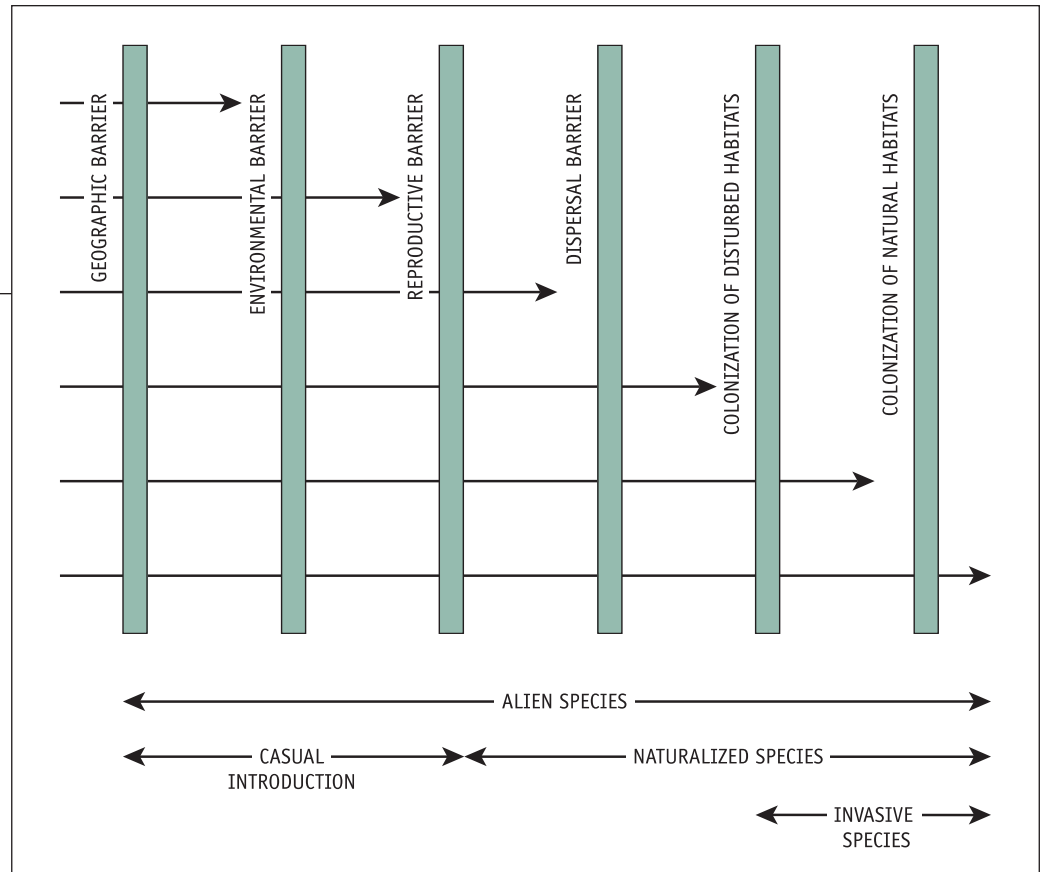 GEOGRAPHIC BARRIER
ENVIRONMENTAL BARRIER
REPRODUCTIVE BARRIER
DISPERSAL BARRIER
COLONIZATION OF DISTURBED HABITATS
COLONIZATION OF NATURAL HABITATS
ALIEN SPECIES
CASUAL
INTRODUCTION
NATURALIZED SPECIES
INVASIVE
SPECIES